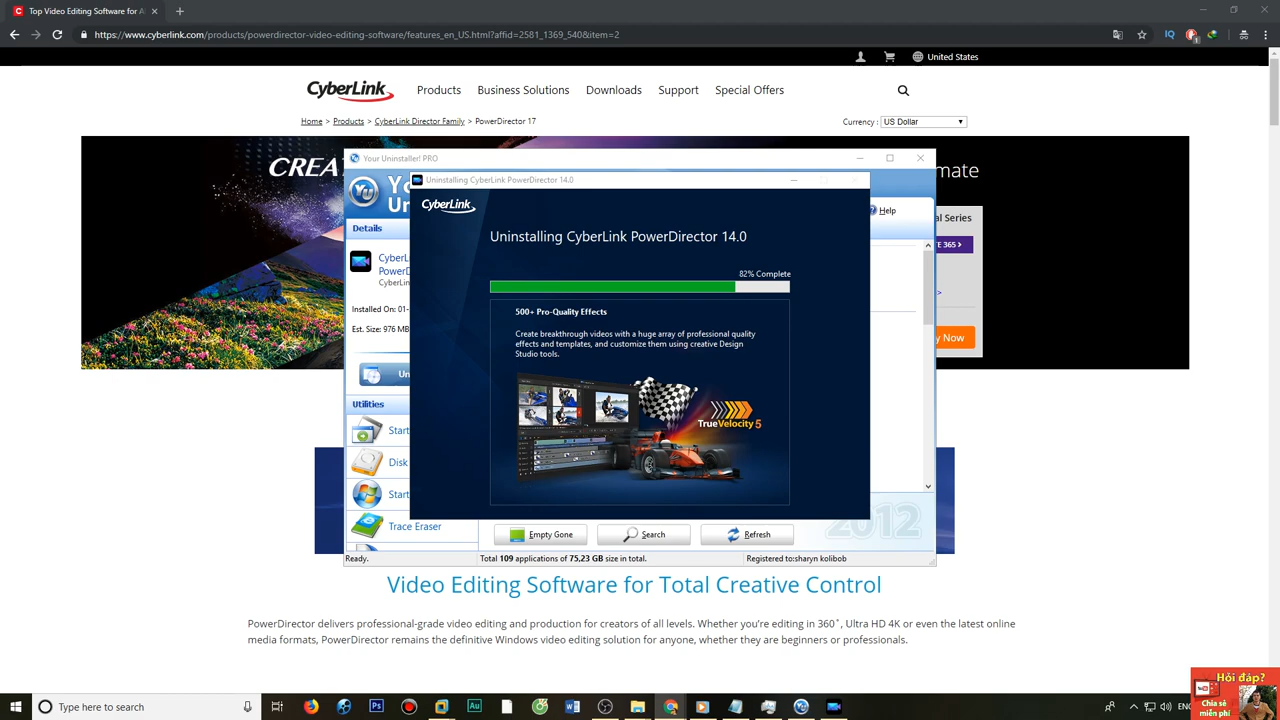 Top Video Editing Software for A
https://www.cyberlink.com/products/powerdirector-video-editing-software/features_en_US.html?affid=2581_1369_540&item=2
United States
CyberLink
Products
Business Solutions
Downloads
Support
Special Offers
Home > Products > CyberLink Director Family > PowerDirector 17
Currency : US Dollar
CREA
mate
Your Uninstaller! PRO
Uninstalling CyberLink PowerDirector 14.0
CyberLink
Help
Details
al Series
Uninstalling CyberLink PowerDirector 14.0
E 365 >
CyberL
PowerD
CyberLin
82% Complete
Installed On: 01-
500+ Pro-Quality Effects
Est. Size: 976 MB
Create breakthrough videos with a huge array of professional quality
effects and templates, and customize them using creative Design
Studio tools.
y Now
Un
Utilities
TrueVelocity 5
Start
Disk
Start
Trace Eraser
2012
Empty Gone
Search
Refresh
Ready.
Total 109 applications of 75,23 GB size in total.
Registered to:sharyn kolibob
Video Editing Software for Total Creative Control
PowerDirector delivers professional-grade video editing and production for creators of all levels. Whether you're editing in 360˚, Ultra HD 4K or even the latest online
media formats, PowerDirector remains the definitive Windows video editing solution for anyone, whether they are beginners or professionals.
Hỏi đáp?
Chia sẻ
miễn phí
Type here to search
Ps
Au
ENG